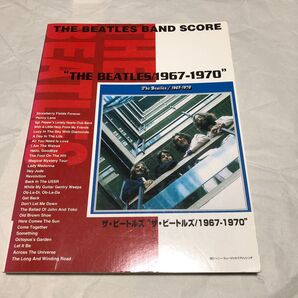 THE BEATLES BAND SCORE
"THE BEATLES/1967-1970"
The Beatles / 1967-1970
Strawberry Fields Forever
Penny Lane
Sgt. Pepper's Lonely Hearts Club Band
With A Little Help From My Friends
Lucy In The Sky With Diamonds
A Day In The Life
All You Need Is Love
I Am The Walrus
Hello, Goodbye
The Fool On The Hill
Magical Mystery Tour
Lady Madonna
Hey Jude
Revolution
Back In The USSR
While My Guitar Gently Weeps
Ob-La-Di, Ob-La-Da
Get Back
Don't Let Me Down
The Ballad Of John And Yoko
Old Brown Shoe
Here Comes The Sun
Come Together
Something
Octopus's Garden
Let It Be
Across The Universe
The Long And Winding Road
ザ・ビートルズ "ザ・ビートルズ/1967-1970"